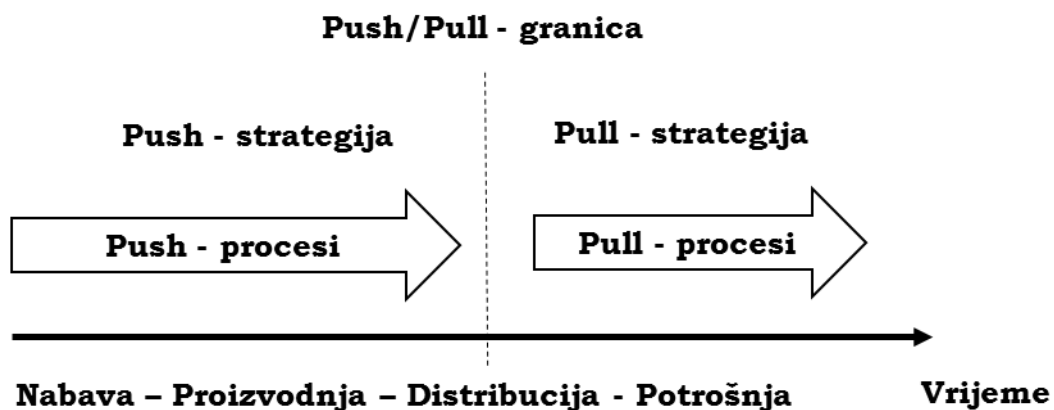 Push/Pull - granica
Push - strategija
Pull - strategija
Push - procesi
Pull - procesi
Nabava – Proizvodnja – Distribucija - Potrošnja
Vrijeme